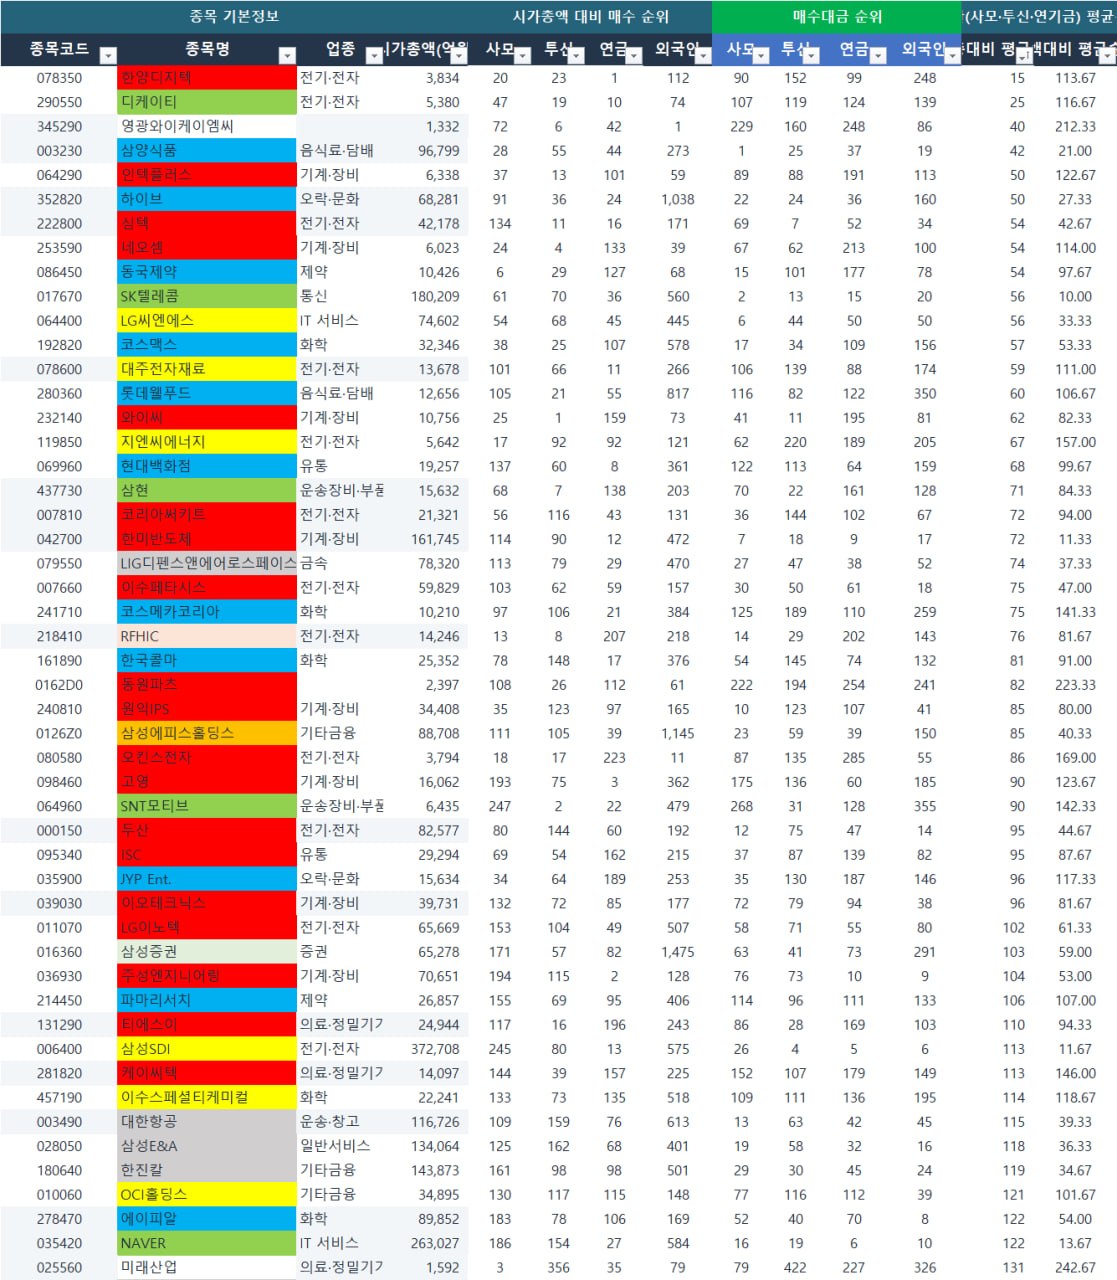 종목 기본정보 시가총액 대비 매수 순위 매수대금 순위 (사모·투신·연기금) 평균
종목코드 종목명 업종 시가총액(억원 사모 투신 연금 외국인 사모 투신 연금 외국인 대비 평균 대비 평균
078350 한양디지텍 전기·전자 3,834 20 23 1 112 90 152 99 248 15 113.67
290550 디케이티 전기·전자 5,380 47 19 10 74 107 119 124 139 25 116.67
345290 영광와이케이엠씨 1,332 72 6 42 1 229 160 248 86 40 212.33
003230 삼양식품 음식료·담배 96,799 28 55 44 273 1 25 37 19 42 21.00
064290 인텍플러스 기계·장비 6,338 37 13 101 59 89 88 191 113 50 122.67
352820 하이브 오락·문화 68,281 91 36 24 1,038 22 24 36 160 50 27.33
222800 심텍 전기·전자 42,178 134 11 16 171 69 7 52 34 54 42.67
253590 네오셈 기계·장비 6,023 24 4 133 39 67 62 213 100 54 114.00
086450 동국제약 제약 10,426 6 29 127 68 15 101 177 78 54 97.67
017670 SK텔레콤 통신 180,209 61 70 36 560 2 13 15 20 56 10.00
064400 LG씨엔에스 IT 서비스 74,602 54 68 45 445 6 44 50 50 56 33.33
192820 코스맥스 화학 32,346 38 25 107 578 17 34 109 156 57 53.33
078600 대주전자재료 전기·전자 13,678 101 66 11 266 106 139 88 174 59 111.00
280360 롯데웰푸드 음식료·담배 12,656 105 21 55 817 116 82 122 350 60 106.67
232140 와이씨 기계·장비 10,756 25 1 159 73 41 11 195 81 62 82.33
119850 지엔씨에너지 전기·전자 5,642 17 92 92 121 62 220 189 205 67 157.00
069960 현대백화점 유통 19,257 137 60 8 361 122 113 64 159 68 99.67
437730 삼현 운송장비·부품 15,632 68 7 138 203 70 22 161 128 71 84.33
007810 코리아써키트 전기·전자 21,321 56 116 43 131 36 144 102 67 72 94.00
042700 한미반도체 기계·장비 161,745 114 90 12 472 7 18 9 17 72 11.33
079550 LIG디펜스앤에어로스페이스 금속 78,320 113 79 29 470 27 47 38 52 74 37.33
007660 이수페타시스 전기·전자 59,829 103 62 59 157 30 50 61 18 75 47.00
241710 코스메카코리아 화학 10,210 97 106 21 384 125 189 110 259 75 141.33
218410 RFHIC 전기·전자 14,246 13 8 207 218 14 29 202 143 76 81.67
161890 한국콜마 화학 25,352 78 148 17 376 54 145 74 132 81 91.00
0162D0 동원파츠 2,397 108 26 112 61 222 194 254 241 82 223.33
240810 원익IPS 기계·장비 34,408 35 123 97 165 10 123 107 41 85 80.00
0126Z0 삼성에피스홀딩스 기타금융 88,708 111 105 39 1,145 23 59 39 150 85 40.33
080580 오킨스전자 전기·전자 3,794 18 17 223 11 87 135 285 55 86 169.00
098460 고영 기계·장비 16,062 193 75 3 362 175 136 60 185 90 123.67
064960 SNT모티브 운송장비·부품 6,435 247 2 22 479 268 31 128 355 90 142.33
000150 두산 전기·전자 82,577 80 144 60 192 12 75 47 14 95 44.67
095340 ISC 유통 29,294 69 54 162 215 37 87 139 82 95 87.67
035900 JYP Ent. 오락·문화 15,634 34 64 189 253 35 130 187 146 96 117.33
039030 이오테크닉스 기계·장비 39,731 132 72 85 177 72 79 94 38 96 81.67
011070 LG이노텍 전기·전자 65,669 153 104 49 507 58 71 55 80 102 61.33
016360 삼성증권 증권 65,278 171 57 82 1,475 63 41 73 291 103 59.00
036930 주성엔지니어링 기계·장비 70,651 194 115 2 128 76 73 10 9 104 53.00
214450 파마리서치 제약 26,857 155 69 95 406 114 96 111 133 106 107.00
131290 티에스이 의료·정밀기기 24,944 117 16 196 243 86 28 169 103 110 94.33
006400 삼성SDI 전기·전자 372,708 245 80 13 575 26 4 5 6 113 11.67
281820 케이씨텍 의료·정밀기기 14,097 144 39 157 225 152 107 179 149 113 146.00
457190 이수스페셜티케미컬 화학 22,241 133 73 135 518 109 111 136 195 114 118.67
003490 대한항공 운송·창고 116,726 109 159 76 613 13 63 42 45 115 39.33
028050 삼성E&A 일반서비스 134,064 125 162 68 401 19 58 32 16 118 36.33
180640 한진칼 기타금융 143,873 161 98 98 501 29 30 45 24 119 34.67
010060 OCI홀딩스 기타금융 34,895 130 117 115 148 77 116 112 39 121 101.67
278470 에이피알 화학 89,852 183 78 106 169 52 40 70 8 122 54.00
035420 NAVER IT 서비스 263,027 186 154 27 584 16 19 6 10 122 13.67
025560 미래산업 의료·정밀기기 1,592 3 356 35 79 79 422 227 326 131 242.67